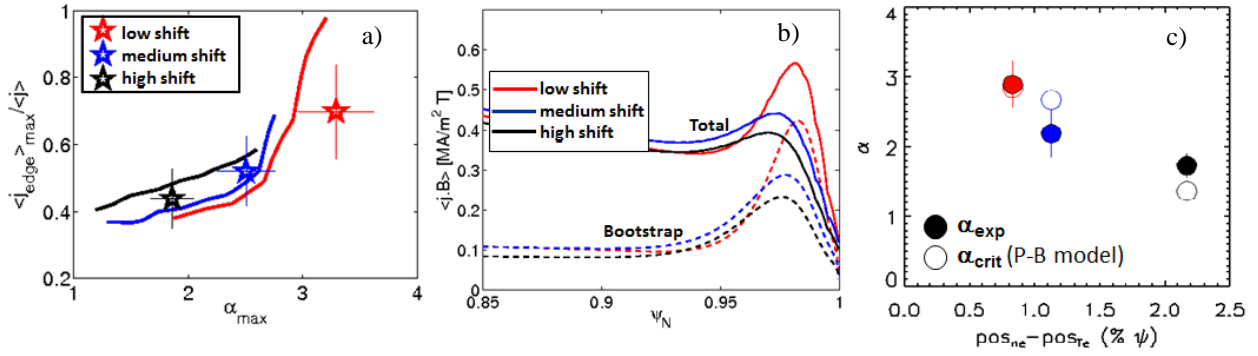 a)
low shift
medium shift
high shift
1
0.8
0.6
0.4
0.2
1
2
3
4
<j_edge>_max/<j>
α_max
b)
low shift
medium shift
high shift
Total
Bootstrap
0.6
0.5
0.4
0.3
0.2
0.1
0
0.85
0.9
0.95
1
<j.B> [MA/m² T]
Ψ_N
c)
α_exp
α_crit (P-B model)
4
3
2
1
0
0.0
0.5
1.0
1.5
2.0
2.5
α
pos_ne−pos_Te (% ψ)